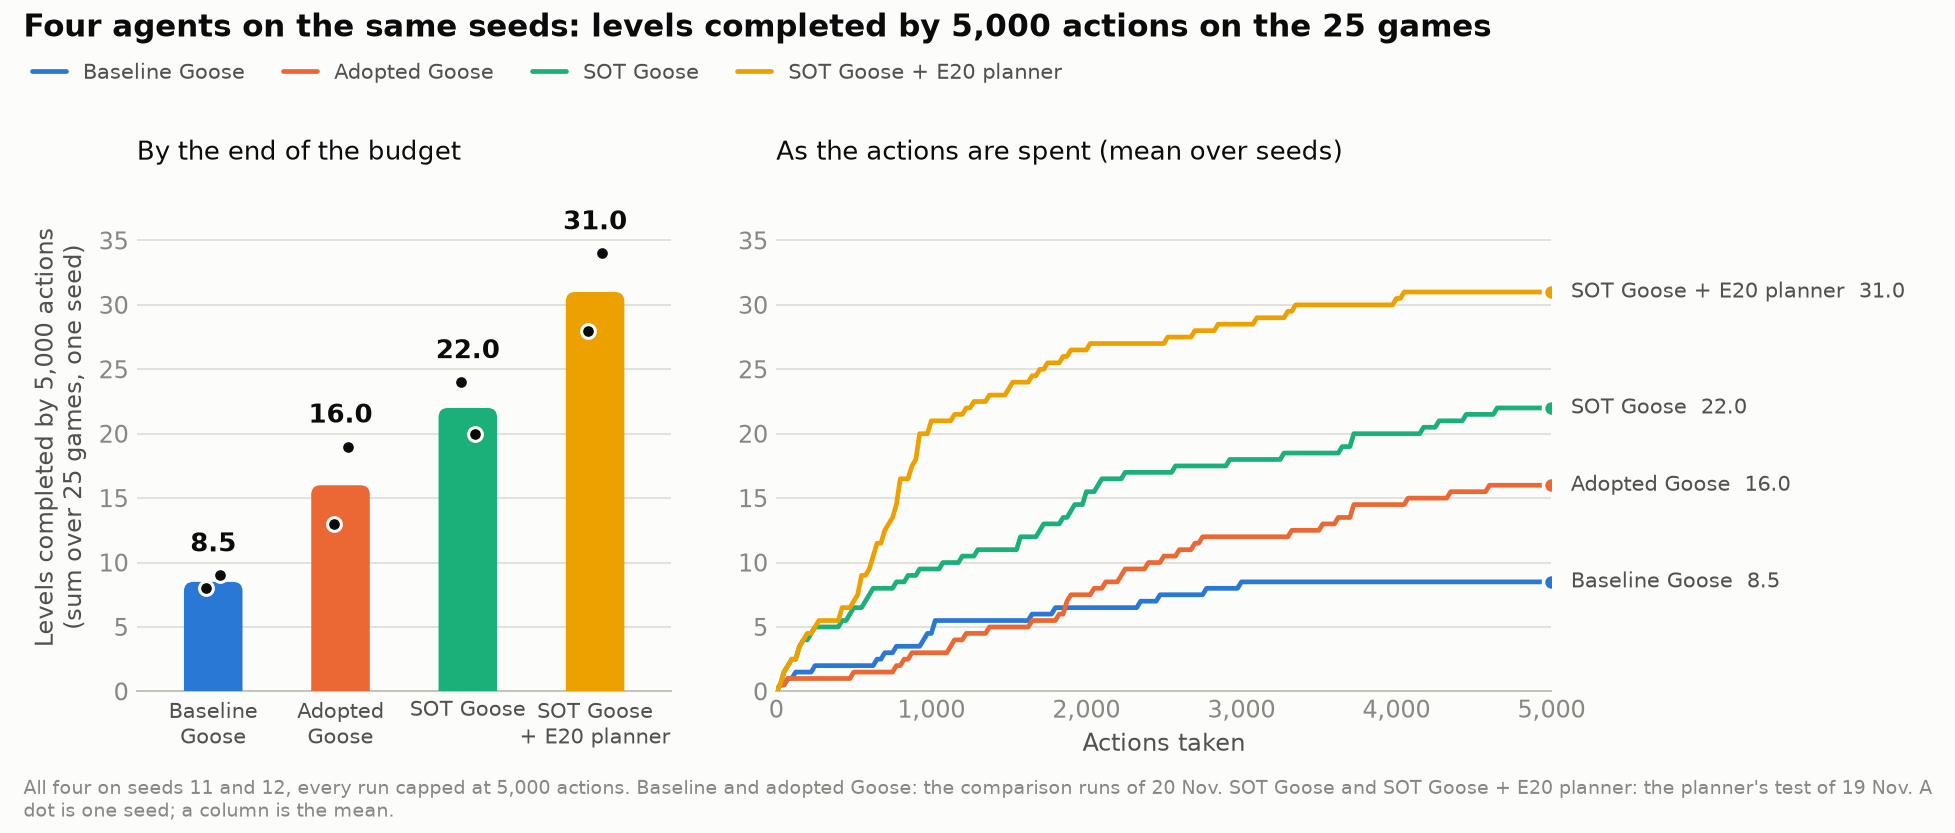 Four agents on the same seeds: levels completed by 5,000 actions on the 25 games
Baseline Goose
Adopted Goose
SOT Goose
SOT Goose + E20 planner
By the end of the budget
Levels completed by 5,000 actions
(sum over 25 games, one seed)
35
30
25
20
15
10
5
0
8.5
16.0
22.0
31.0
Baseline
Goose
Adopted
Goose
SOT Goose
SOT Goose
+ E20 planner
As the actions are spent (mean over seeds)
35
30
25
20
15
10
5
0
0
1,000
2,000
3,000
4,000
5,000
Actions taken
SOT Goose + E20 planner 31.0
SOT Goose 22.0
Adopted Goose 16.0
Baseline Goose 8.5
All four on seeds 11 and 12, every run capped at 5,000 actions. Baseline and adopted Goose: the comparison runs of 20 Nov. SOT Goose and SOT Goose + E20 planner: the planner's test of 19 Nov. A
dot is one seed; a column is the mean.